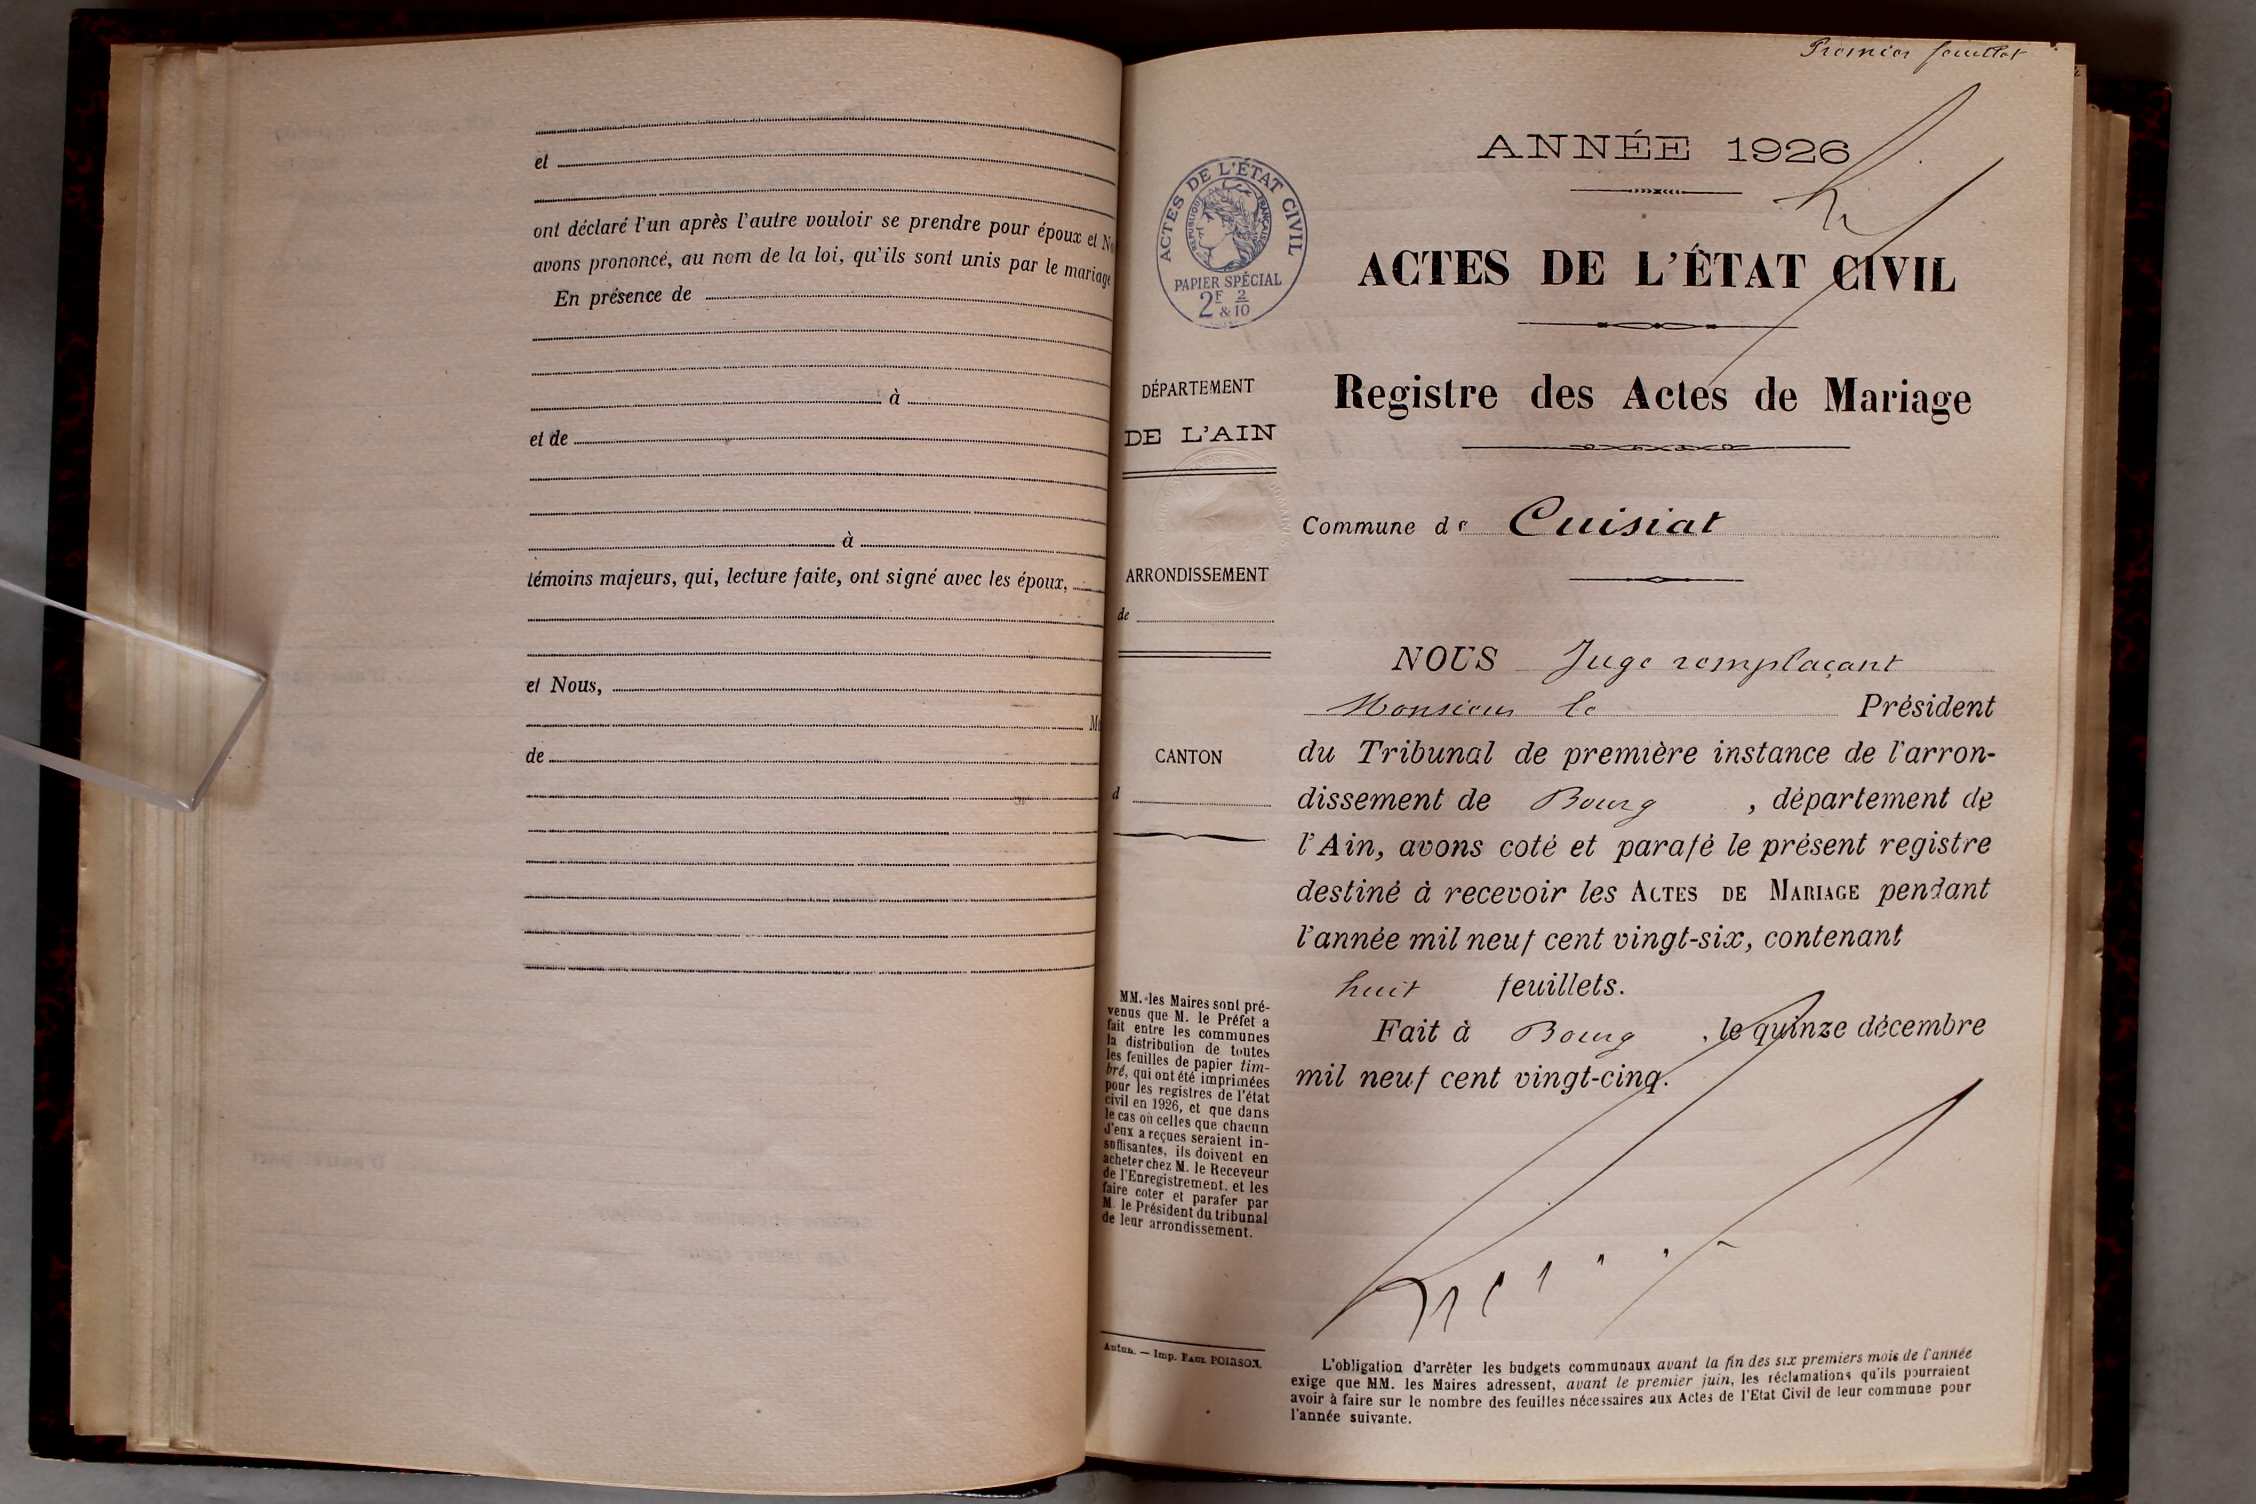 et
ont déclaré l'un après l'autre vouloir se prendre pour époux et No
avons prononcé, au nom de la loi, qu'ils sont unis par le mariage
En présence de
à
et de
à
témoins majeurs, qui, lecture faite, ont signé avec les époux,
et Nous,
M
de
Premier feuillet
ANNÉE 1926
ACTES DE L'ÉTAT CIVIL
RÉPUBLIQUE FRANÇAISE
PAPIER SPÉCIAL
2F & 2/10
ACTES DE L'ÉTAT CIVIL
Registre des Actes de Mariage
DÉPARTEMENT
DE L'AIN
Commune de Cuisiat
ARRONDISSEMENT
de
CANTON
d
NOUS Juge remplaçant
Monsieur le Président
du Tribunal de première instance de l'arron-
dissement de Bourg, département de
l'Ain, avons coté et parafé le présent registre
destiné à recevoir les ACTES DE MARIAGE pendant
l'année mil neuf cent vingt-six, contenant
huit feuillets.
Fait à Bourg, le quinze décembre
mil neuf cent vingt-cinq.
MM. les Maires sont pré-
venus que M. le Préfet a
fait entre les communes
la distribution de toutes
les feuilles de papier tim-
bré, qui ont été imprimées
pour les registres de l'état
civil en 1926, et que dans
le cas où celles que chacun
d'eux a reçues seraient in-
suffisantes, ils doivent en
acheter chez M. le Receveur
de l'Enregistrement. et les
faire coter et parafer par
M. le Président du tribunal
de leur arrondissement.
Autun. — Imp. PAUL POIRSON.
L'obligation d'arrêter les budgets communaux avant la fin des six premiers mois de l'année
exige que MM. les Maires adressent, avant le premier juin, les réclamations qu'ils pourraient
avoir à faire sur le nombre des feuilles nécessaires aux Actes de l'Etat Civil de leur commune pour
l'année suivante.